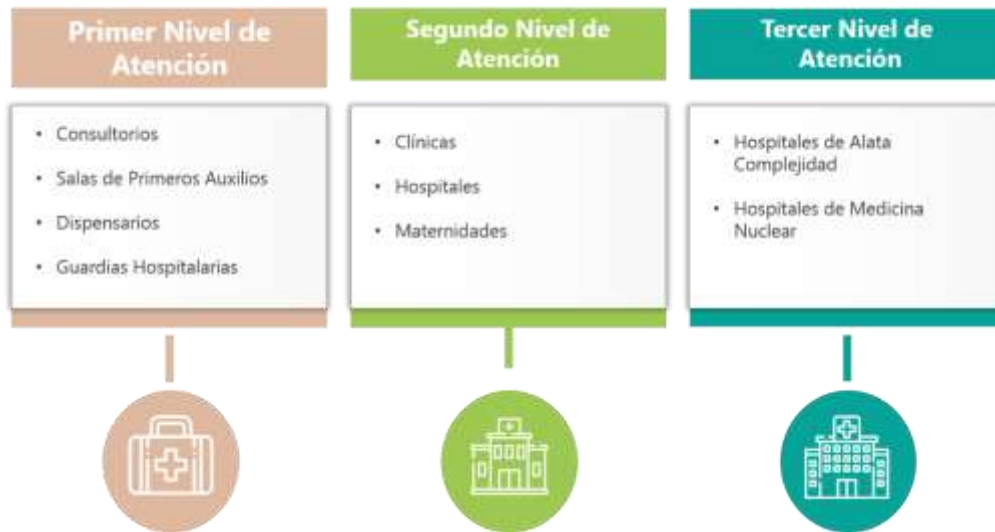 Primer Nivel de
Atención
• Consultorios
• Salas de Primeros Auxilios
• Dispensarios
• Guardias Hospitalarias
Segundo Nivel de
Atención
• Clínicas
• Hospitales
• Maternidades
Tercer Nivel de
Atención
• Hospitales de Alata
Complejidad
• Hospitales de Medicina
Nuclear